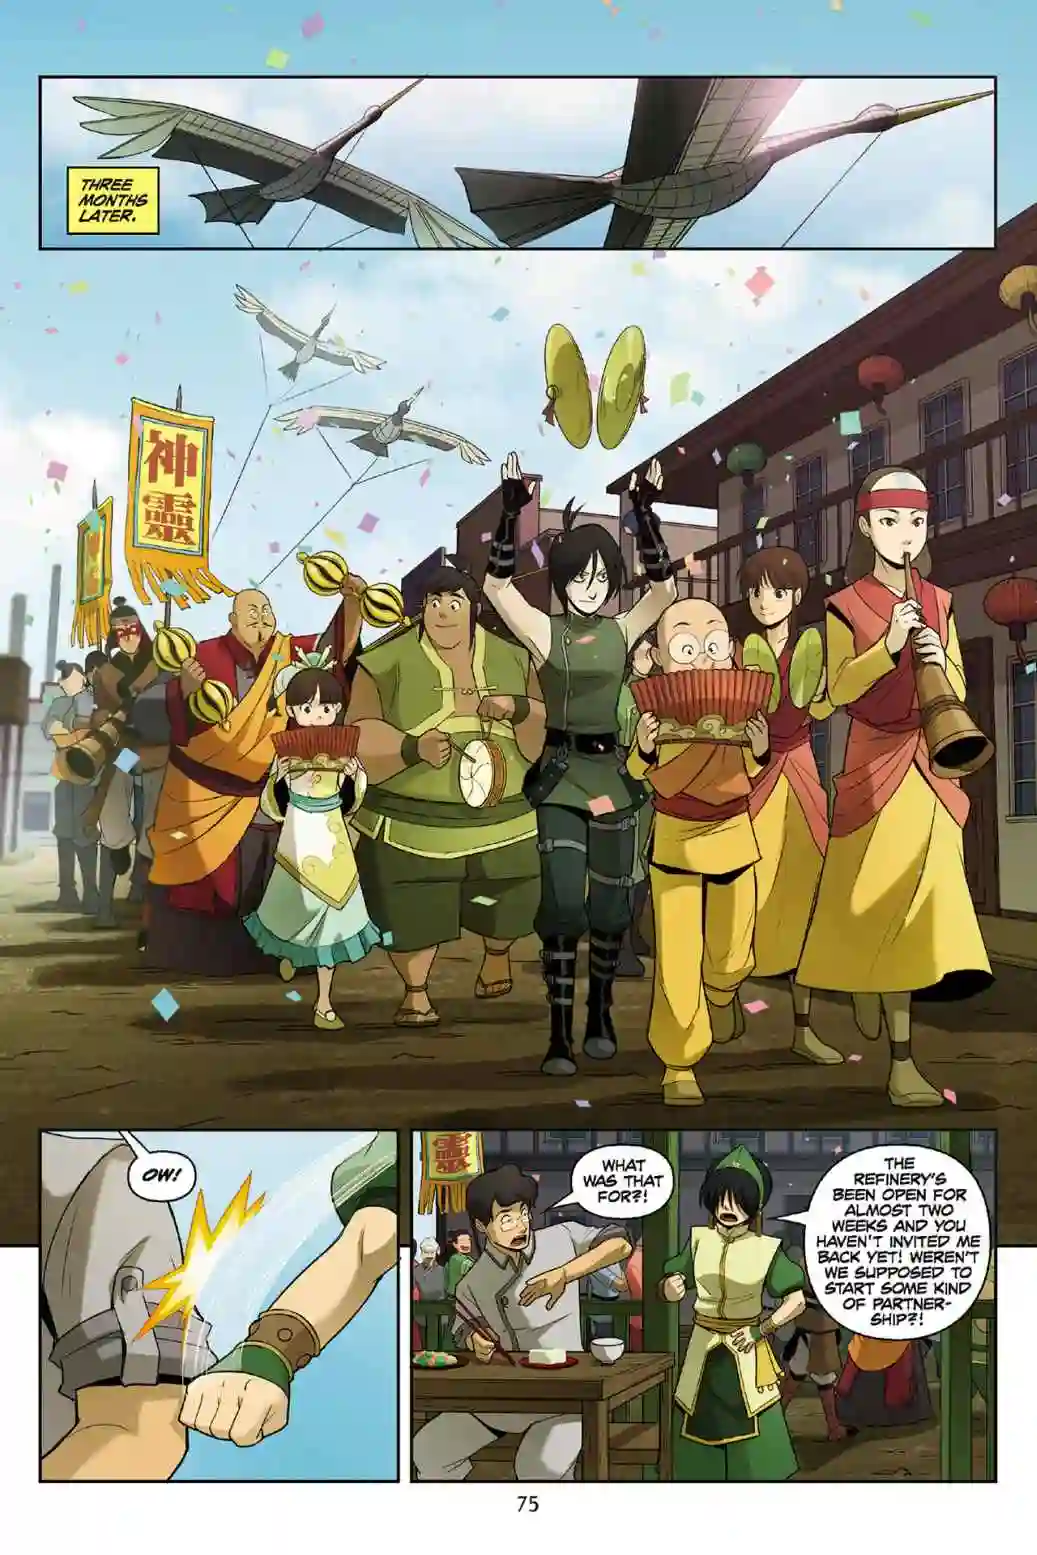 THREE
MONTHS
LATER.
神
OW!
WHAT
WAS THAT
FOR?!
THE
REFINERY'S
BEEN OPEN FOR
ALMOST TWO
WEEKS AND YOU
HAVEN'T INVITED ME
BACK YET! WEREN'T
WE SUPPOSED TO
START SOME KIND
OF PARTNER-
SHIP?!
75